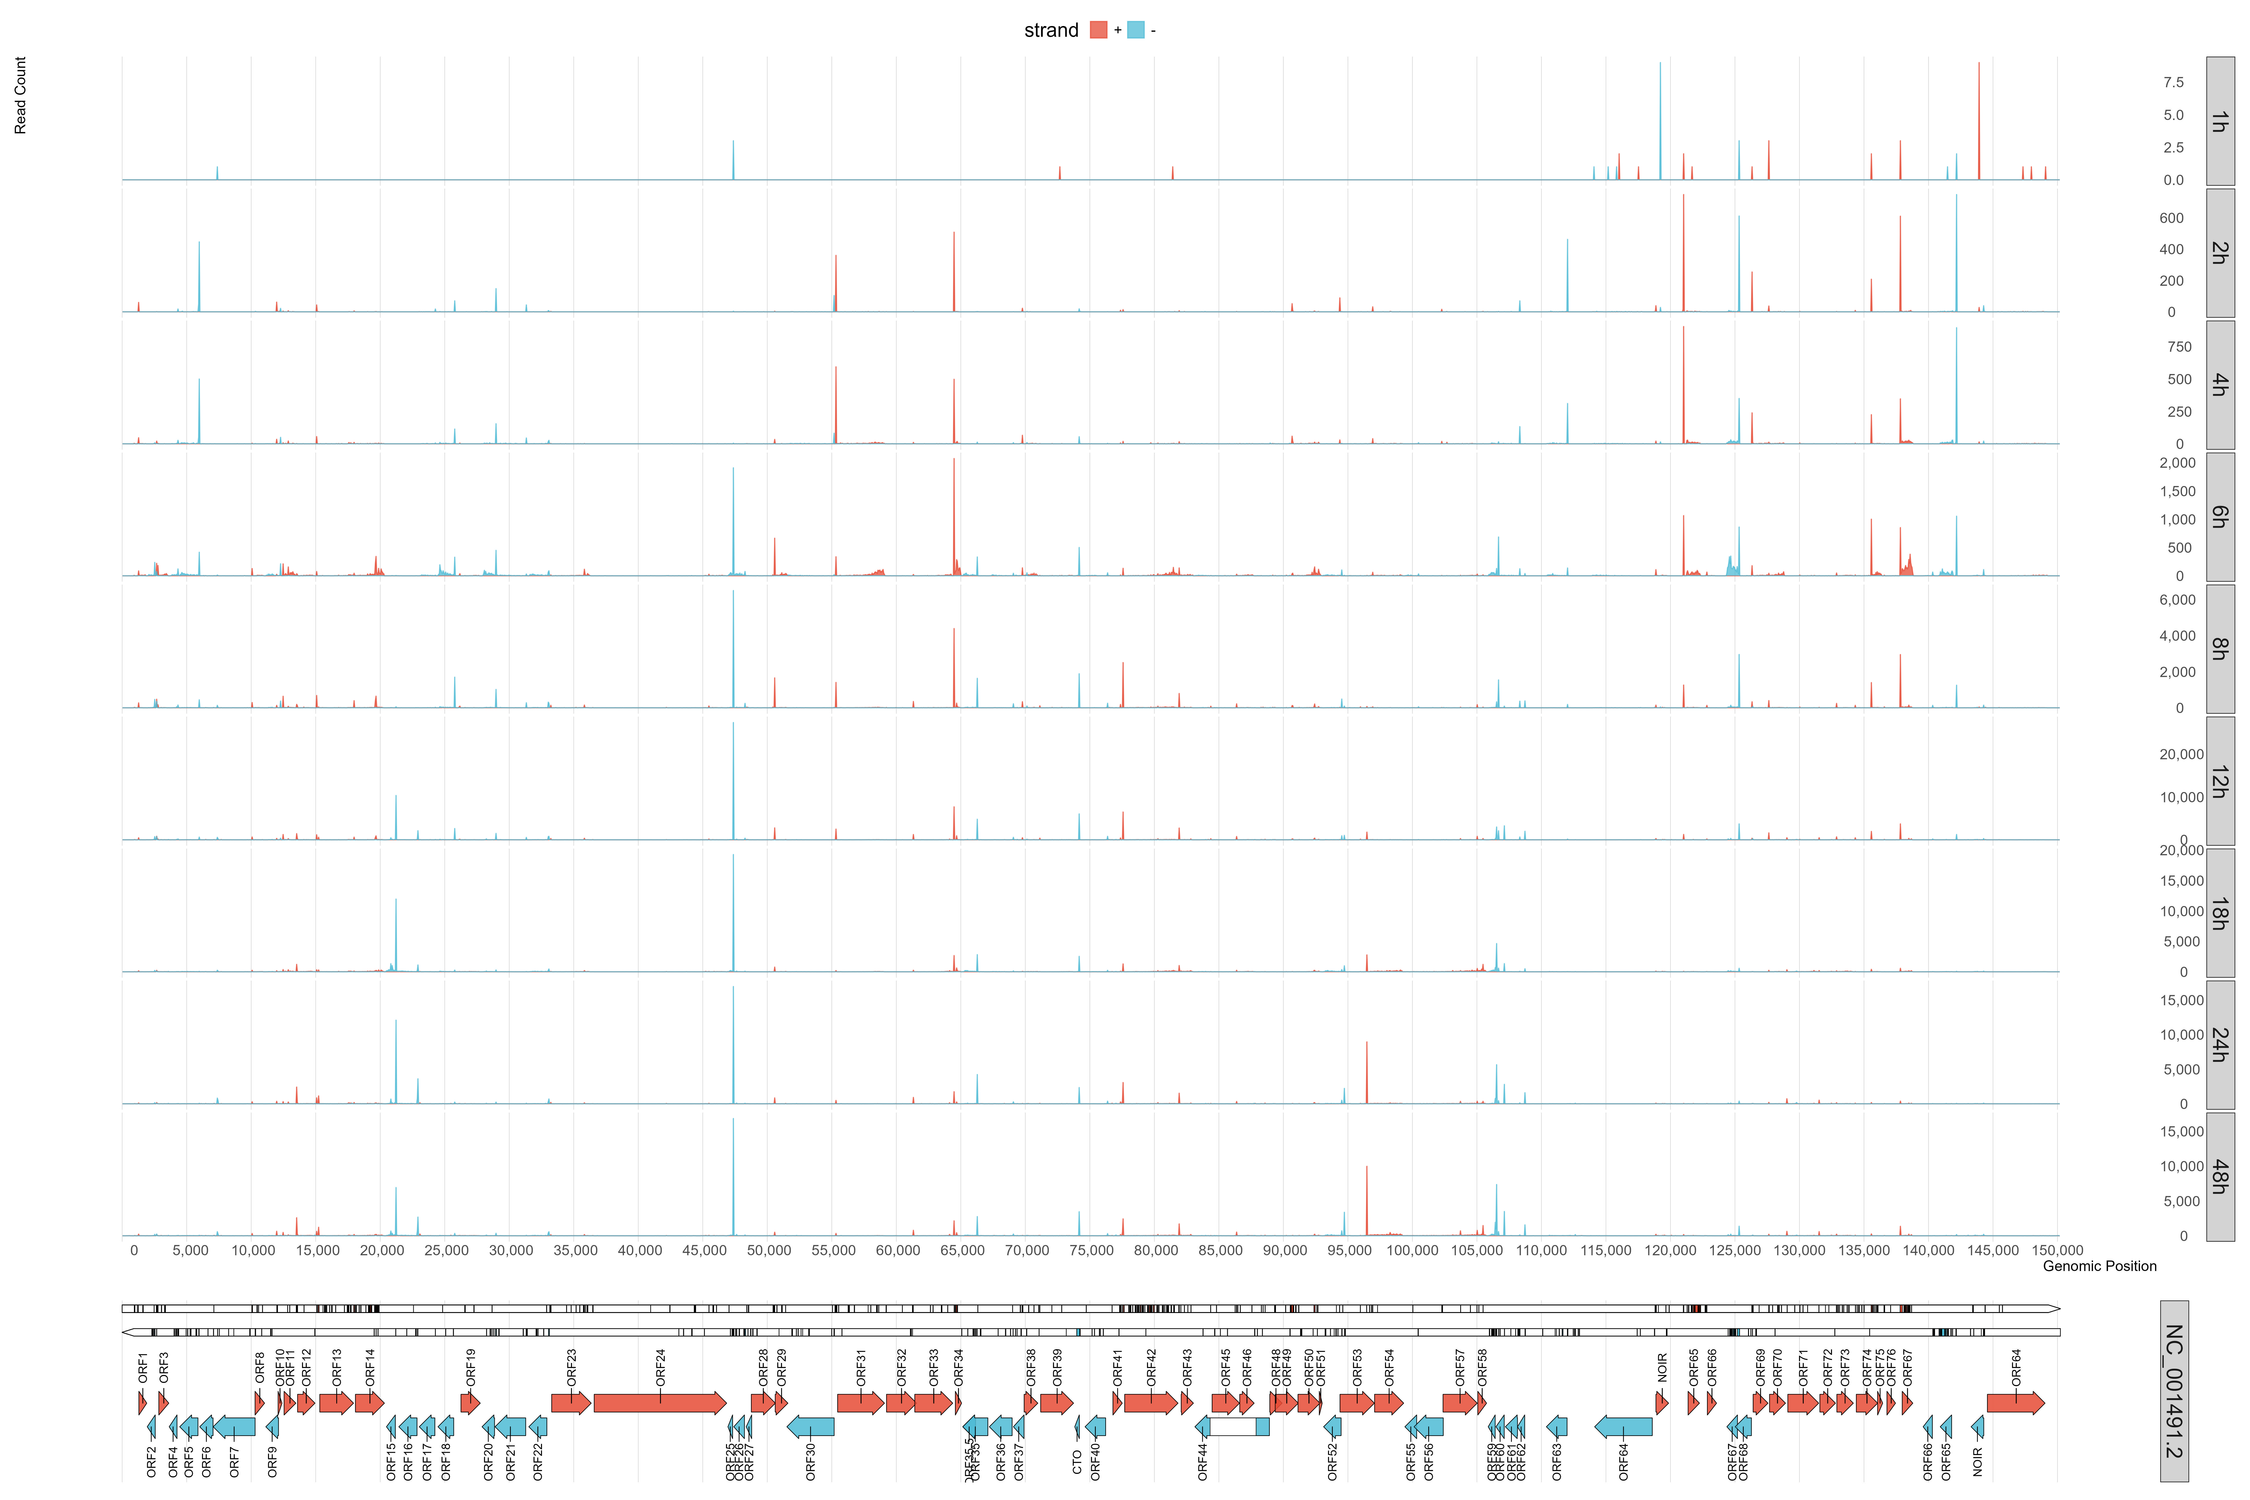 strand + -
Read Count
7.5
5.0
2.5
0.0
1h
600
400
200
0
2h
750
500
250
0
4h
2,000
1,500
1,000
500
0
6h
6,000
4,000
2,000
0
8h
20,000
10,000
0
12h
20,000
15,000
10,000
5,000
0
18h
15,000
10,000
5,000
0
24h
15,000
10,000
5,000
0
48h
0 5,000 10,000 15,000 20,000 25,000 30,000 35,000 40,000 45,000 50,000 55,000 60,000 65,000 70,000 75,000 80,000 85,000 90,000 95,000 100,000 105,000 110,000 115,000 120,000 125,000 130,000 135,000 140,000 145,000 150,000
Genomic Position
ORF1 ORF3 ORF8 ORF10 ORF11 ORF12 ORF13 ORF14 ORF19 ORF23 ORF24 ORF28 ORF29 ORF31 ORF32 ORF33 ORF34 ORF38 ORF39 ORF41 ORF42 ORF43 ORF45 ORF46 ORF48 ORF49 ORF50 ORF51 ORF53 ORF54 ORF57 ORF58 NOIR ORF65 ORF66 ORF69 ORF70 ORF71 ORF72 ORF73 ORF74 ORF75 ORF76 ORF67 ORF64
ORF2 ORF4 ORF5 ORF6 ORF7 ORF9 ORF15 ORF16 ORF17 ORF18 ORF20 ORF21 ORF22 ORF25 ORF26 ORF27 ORF30 ORF35 ORF36 ORF37 CTO ORF40 ORF44 ORF52 ORF55 ORF56 ORF60 ORF61 ORF62 ORF63 ORF64 ORF67 ORF68 ORF66 ORF65 NOIR
NC_001491.2